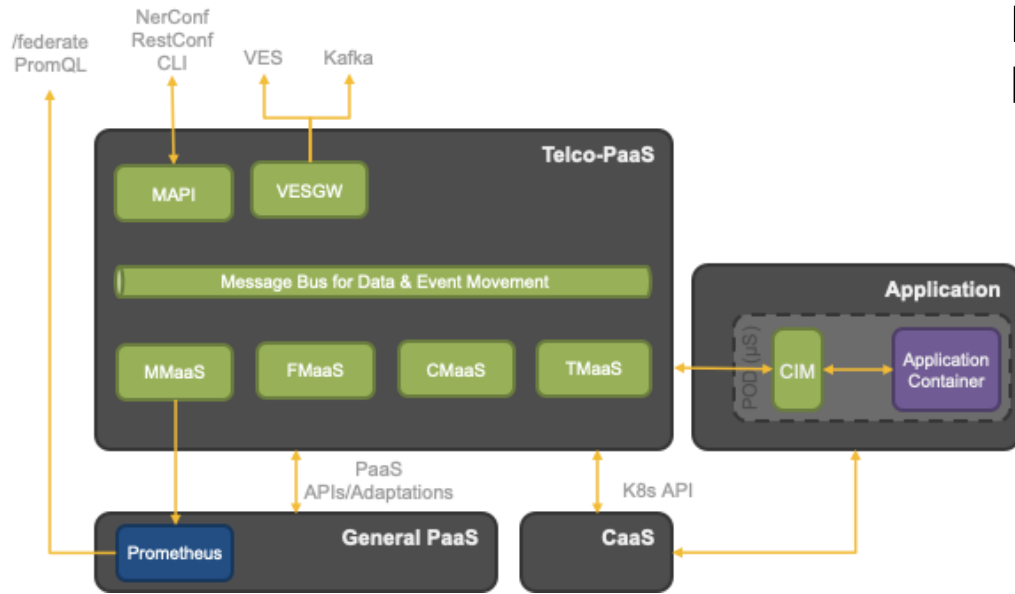 /federate
PromQL
NerConf
RestConf
CLI
VES
Kafka
Telco-PaaS
MAPI
VESGW
Message Bus for Data & Event Movement
MMaaS
FMaaS
CMaaS
TMaaS
Application
POD (µS)
CIM
Application
Container
PaaS
APIs/Adaptations
K8s API
General PaaS
Prometheus
CaaS